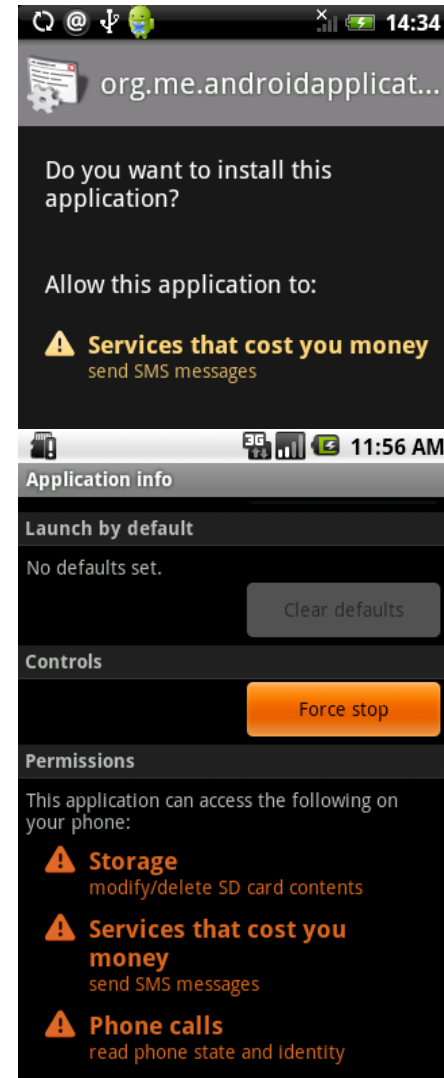 14:34
org.me.androidapplicat...
Do you want to install this
application?
Allow this application to:
Services that cost you money
send SMS messages
3G 11:56 AM
Application info
Launch by default
No defaults set.
Clear defaults
Controls
Force stop
Permissions
This application can access the following on
your phone:
Storage
modify/delete SD card contents
Services that cost you
money
send SMS messages
Phone calls
read phone state and identity